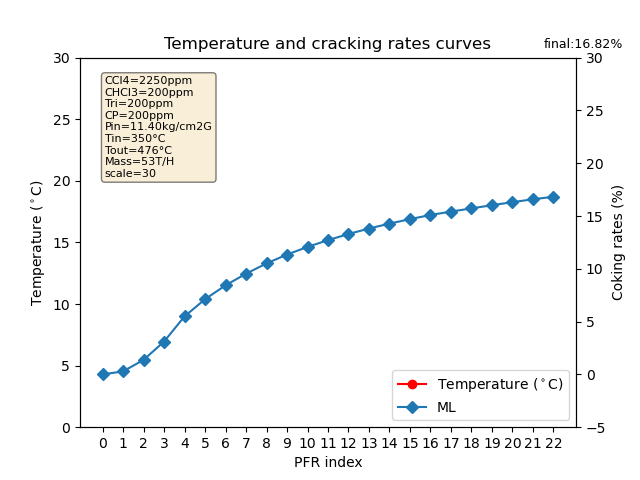 Temperature and cracking rates curves
final:16.82%
CCl4=2250ppm
CHCl3=200ppm
Tri=200ppm
CP=200ppm
Pin=11.40kg/cm2G
Tin=350°C
Tout=476°C
Mass=53T/H
scale=30
Temperature (°C)
30
25
20
15
10
5
0
30
25
20
15
10
5
0
−5
Coking rates (%)
Temperature (°C)
ML
0 1 2 3 4 5 6 7 8 9 10 11 12 13 14 15 16 17 18 19 20 21 22
PFR index